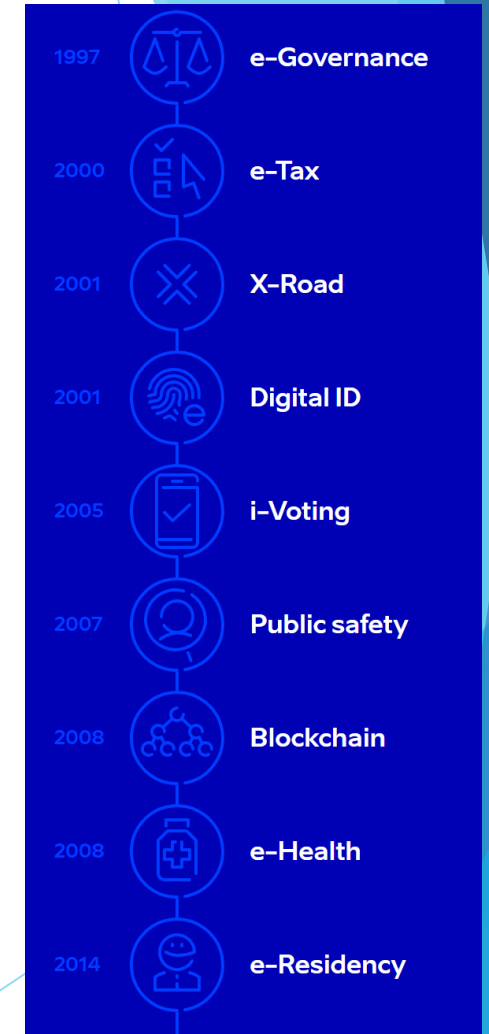 1997 e-Governance
2000 e-Tax
2001 X-Road
2001 Digital ID
2005 i-Voting
2007 Public safety
2008 Blockchain
2008 e-Health
2014 e-Residency